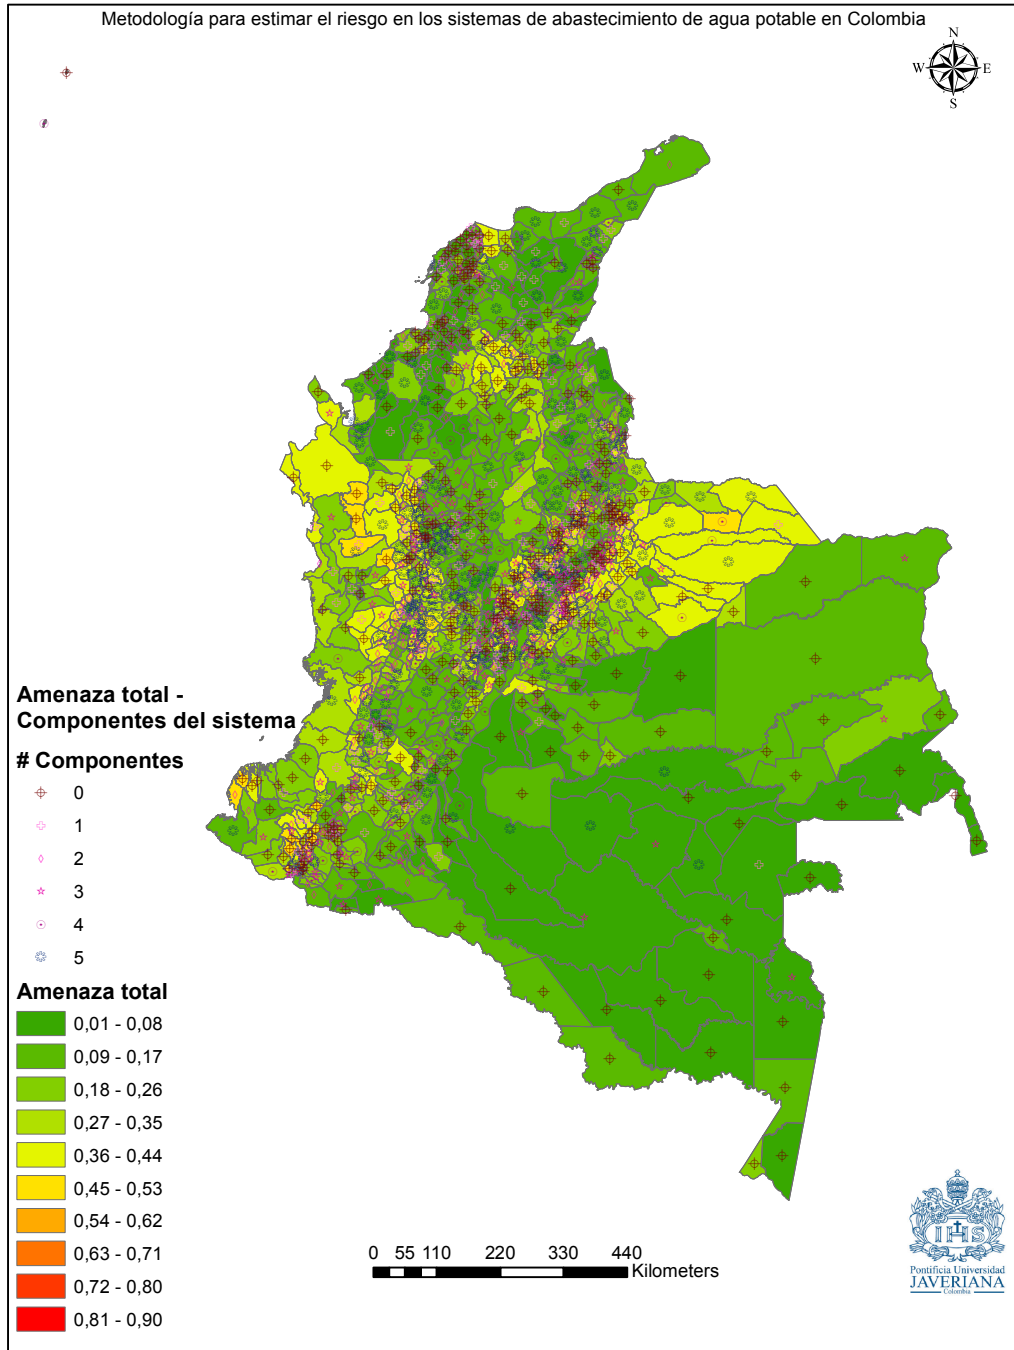 Metodología para estimar el riesgo en los sistemas de abastecimiento de agua potable en Colombia
N
W E
S
Amenaza total -
Componentes del sistema
# Componentes
0
1
2
3
4
5
Amenaza total
0,01 - 0,08
0,09 - 0,17
0,18 - 0,26
0,27 - 0,35
0,36 - 0,44
0,45 - 0,53
0,54 - 0,62
0,63 - 0,71
0,72 - 0,80
0,81 - 0,90
0 55 110 220 330 440
Kilometers
IHS
Pontificia Universidad
JAVERIANA
Colombia